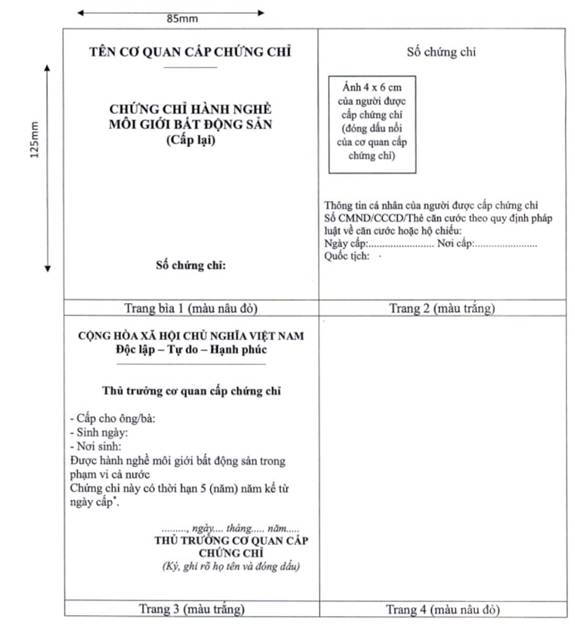 85mm
125mm
TÊN CƠ QUAN CẤP CHỨNG CHỈ
CHỨNG CHỈ HÀNH NGHỀ
MÔI GIỚI BẤT ĐỘNG SẢN
(Cấp lại)
Số chứng chỉ:
Trang bìa 1 (màu nâu đỏ)
Số chứng chỉ
Ảnh 4 x 6 cm
của người được
cấp chứng chỉ
(đóng dấu nổi
của cơ quan cấp
chứng chỉ)
Thông tin cá nhân của người được cấp chứng chỉ
Số CMND/CCCD/Thẻ căn cước theo quy định pháp
luật về căn cước hoặc hộ chiếu:
Ngày cấp:........................ Nơi cấp:.......................
Quốc tịch:
Trang 2 (màu trắng)
CỘNG HÒA XÃ HỘI CHỦ NGHĨA VIỆT NAM
Độc lập – Tự do – Hạnh phúc
Thủ trưởng cơ quan cấp chứng chỉ
- Cấp cho ông/bà:
- Sinh ngày:
- Nơi sinh:
Được hành nghề môi giới bất động sản trong
phạm vi cả nước
Chứng chỉ này có thời hạn 5 (năm) năm kể từ
ngày cấp*.
.........., ngày.... tháng..... năm.....
THỦ TRƯỞNG CƠ QUAN CẤP
CHỨNG CHỈ
(Ký, ghi rõ họ tên và đóng dấu)
Trang 3 (màu trắng)
Trang 4 (màu nâu đỏ)